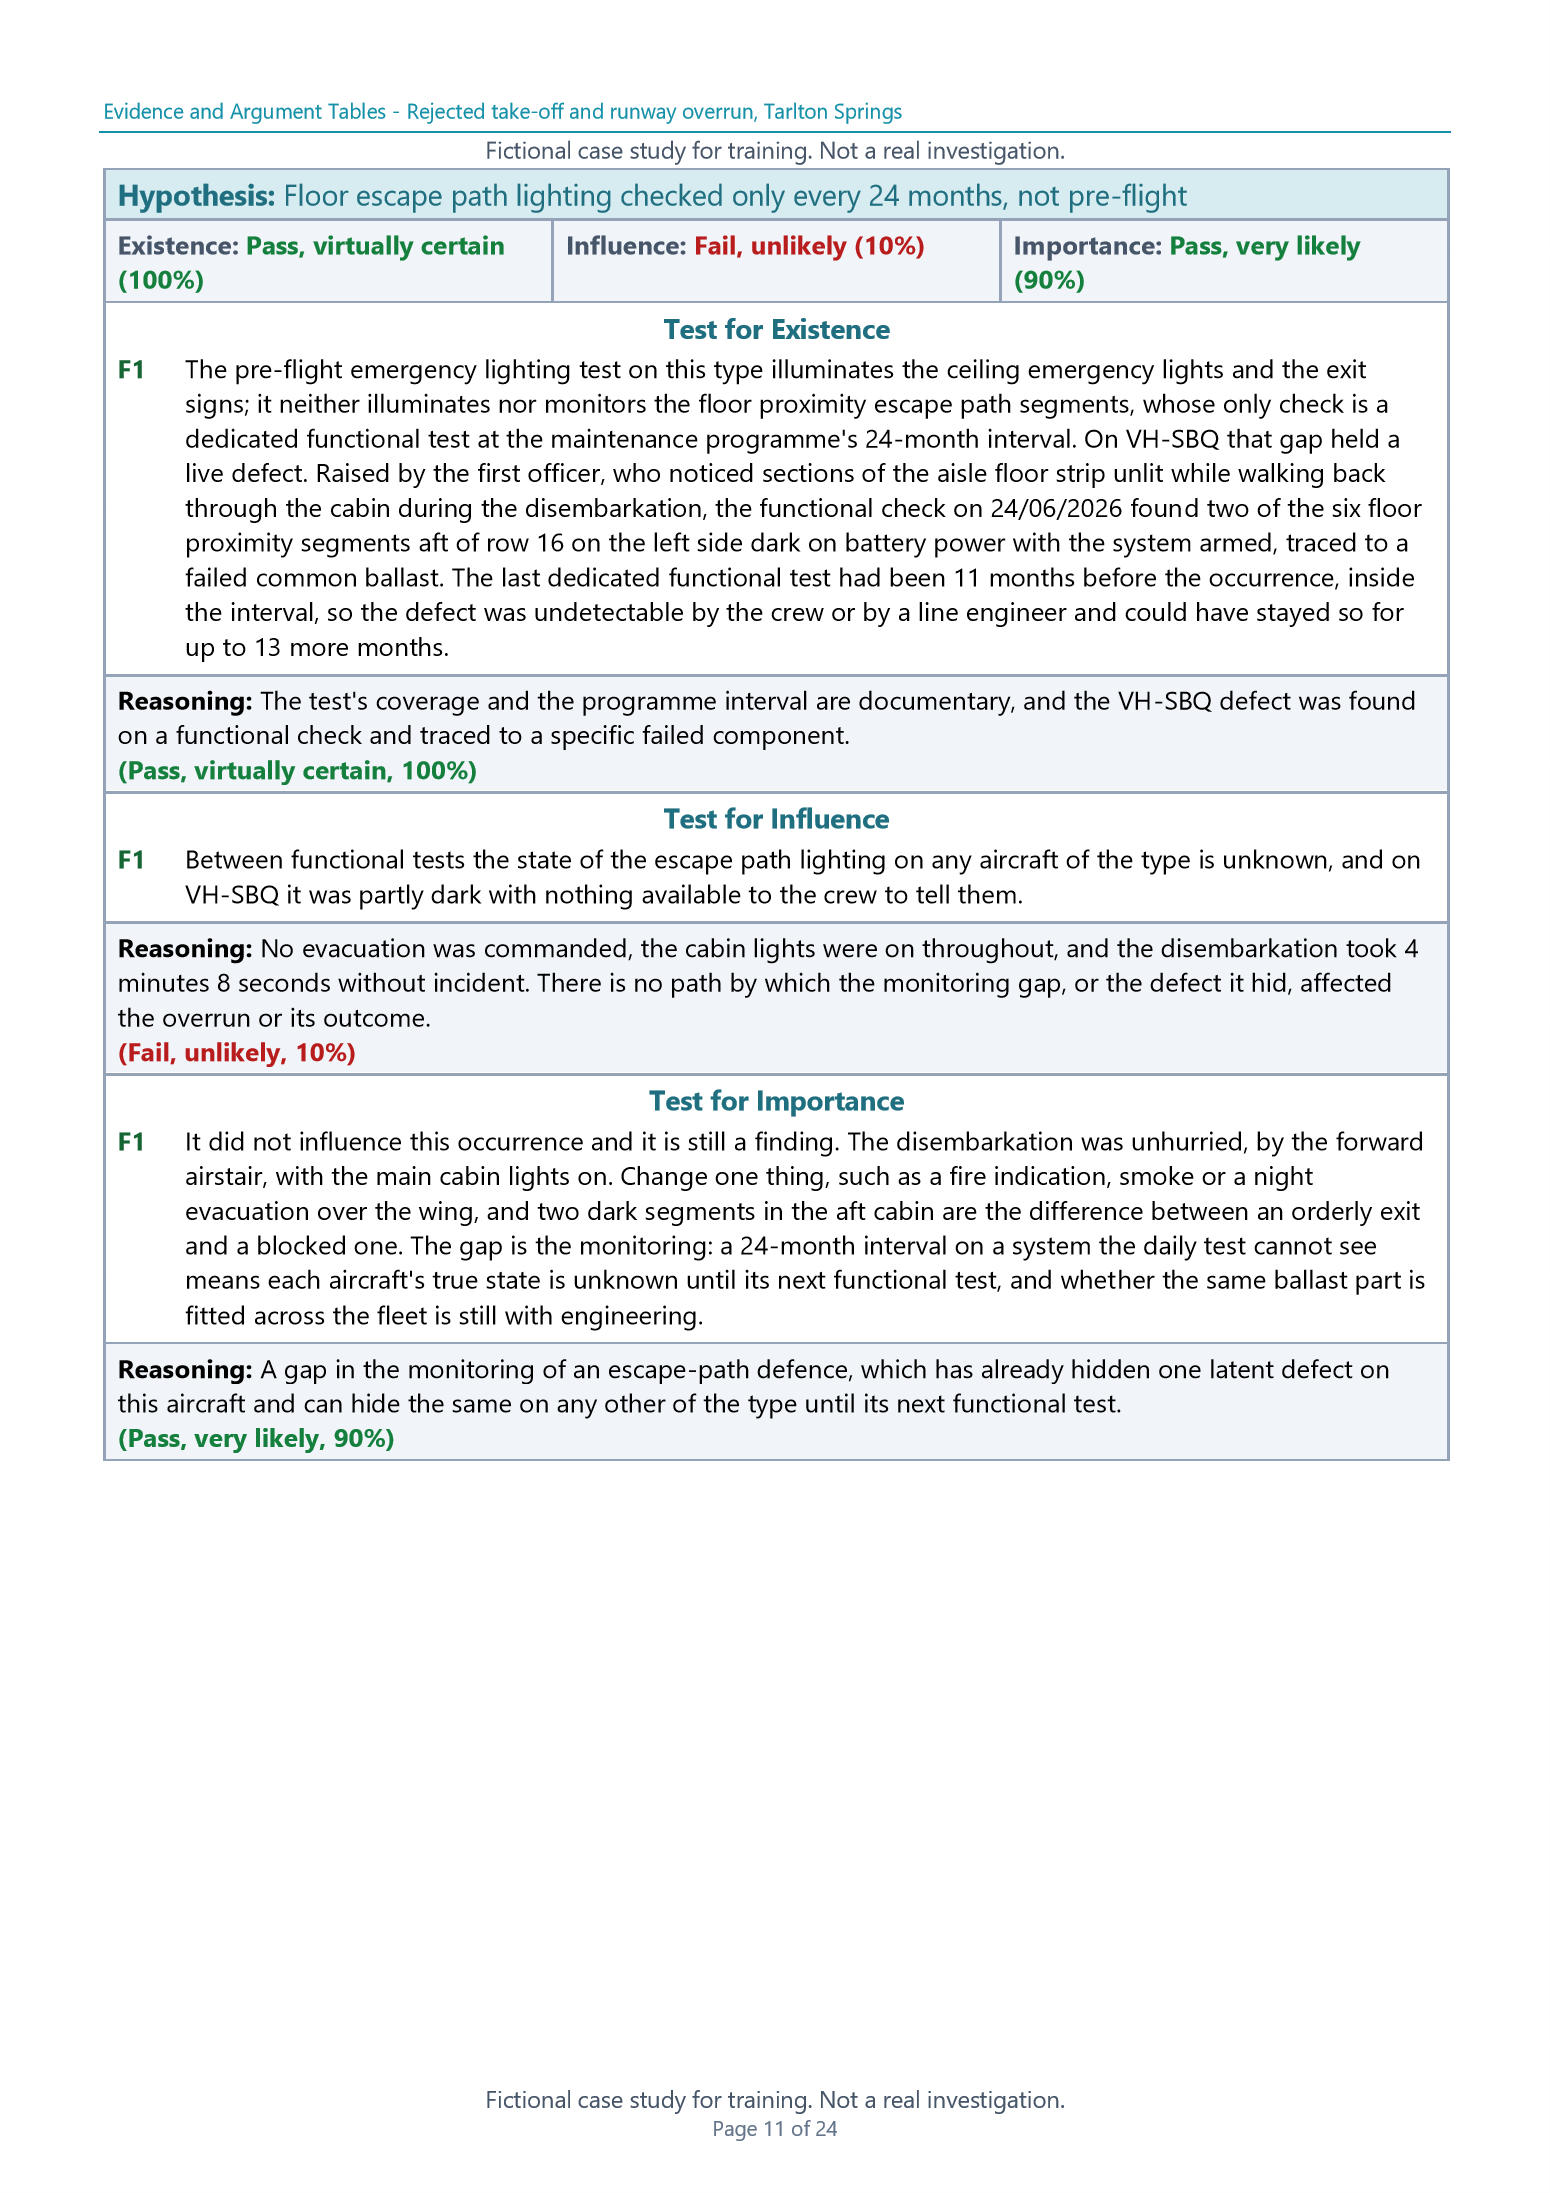 Evidence and Argument Tables - Rejected take-off and runway overrun, Tarlton Springs
Fictional case study for training. Not a real investigation.
Hypothesis: Floor escape path lighting checked only every 24 months, not pre-flight
Existence: Pass, virtually certain
(100%)
Influence: Fail, unlikely (10%)
Importance: Pass, very likely
(90%)
Test for Existence
F1 The pre-flight emergency lighting test on this type illuminates the ceiling emergency lights and the exit
signs; it neither illuminates nor monitors the floor proximity escape path segments, whose only check is a
dedicated functional test at the maintenance programme's 24-month interval. On VH-SBQ that gap held a
live defect. Raised by the first officer, who noticed sections of the aisle floor strip unlit while walking back
through the cabin during the disembarkation, the functional check on 24/06/2026 found two of the six floor
proximity segments aft of row 16 on the left side dark on battery power with the system armed, traced to a
failed common ballast. The last dedicated functional test had been 11 months before the occurrence, inside
the interval, so the defect was undetectable by the crew or by a line engineer and could have stayed so for
up to 13 more months.
Reasoning: The test's coverage and the programme interval are documentary, and the VH-SBQ defect was found
on a functional check and traced to a specific failed component.
(Pass, virtually certain, 100%)
Test for Influence
F1 Between functional tests the state of the escape path lighting on any aircraft of the type is unknown, and on
VH-SBQ it was partly dark with nothing available to the crew to tell them.
Reasoning: No evacuation was commanded, the cabin lights were on throughout, and the disembarkation took 4
minutes 8 seconds without incident. There is no path by which the monitoring gap, or the defect it hid, affected
the overrun or its outcome.
(Fail, unlikely, 10%)
Test for Importance
F1 It did not influence this occurrence and it is still a finding. The disembarkation was unhurried, by the forward
airstair, with the main cabin lights on. Change one thing, such as a fire indication, smoke or a night
evacuation over the wing, and two dark segments in the aft cabin are the difference between an orderly exit
and a blocked one. The gap is the monitoring: a 24-month interval on a system the daily test cannot see
means each aircraft's true state is unknown until its next functional test, and whether the same ballast part is
fitted across the fleet is still with engineering.
Reasoning: A gap in the monitoring of an escape-path defence, which has already hidden one latent defect on
this aircraft and can hide the same on any other of the type until its next functional test.
(Pass, very likely, 90%)
Fictional case study for training. Not a real investigation.
Page 11 of 24